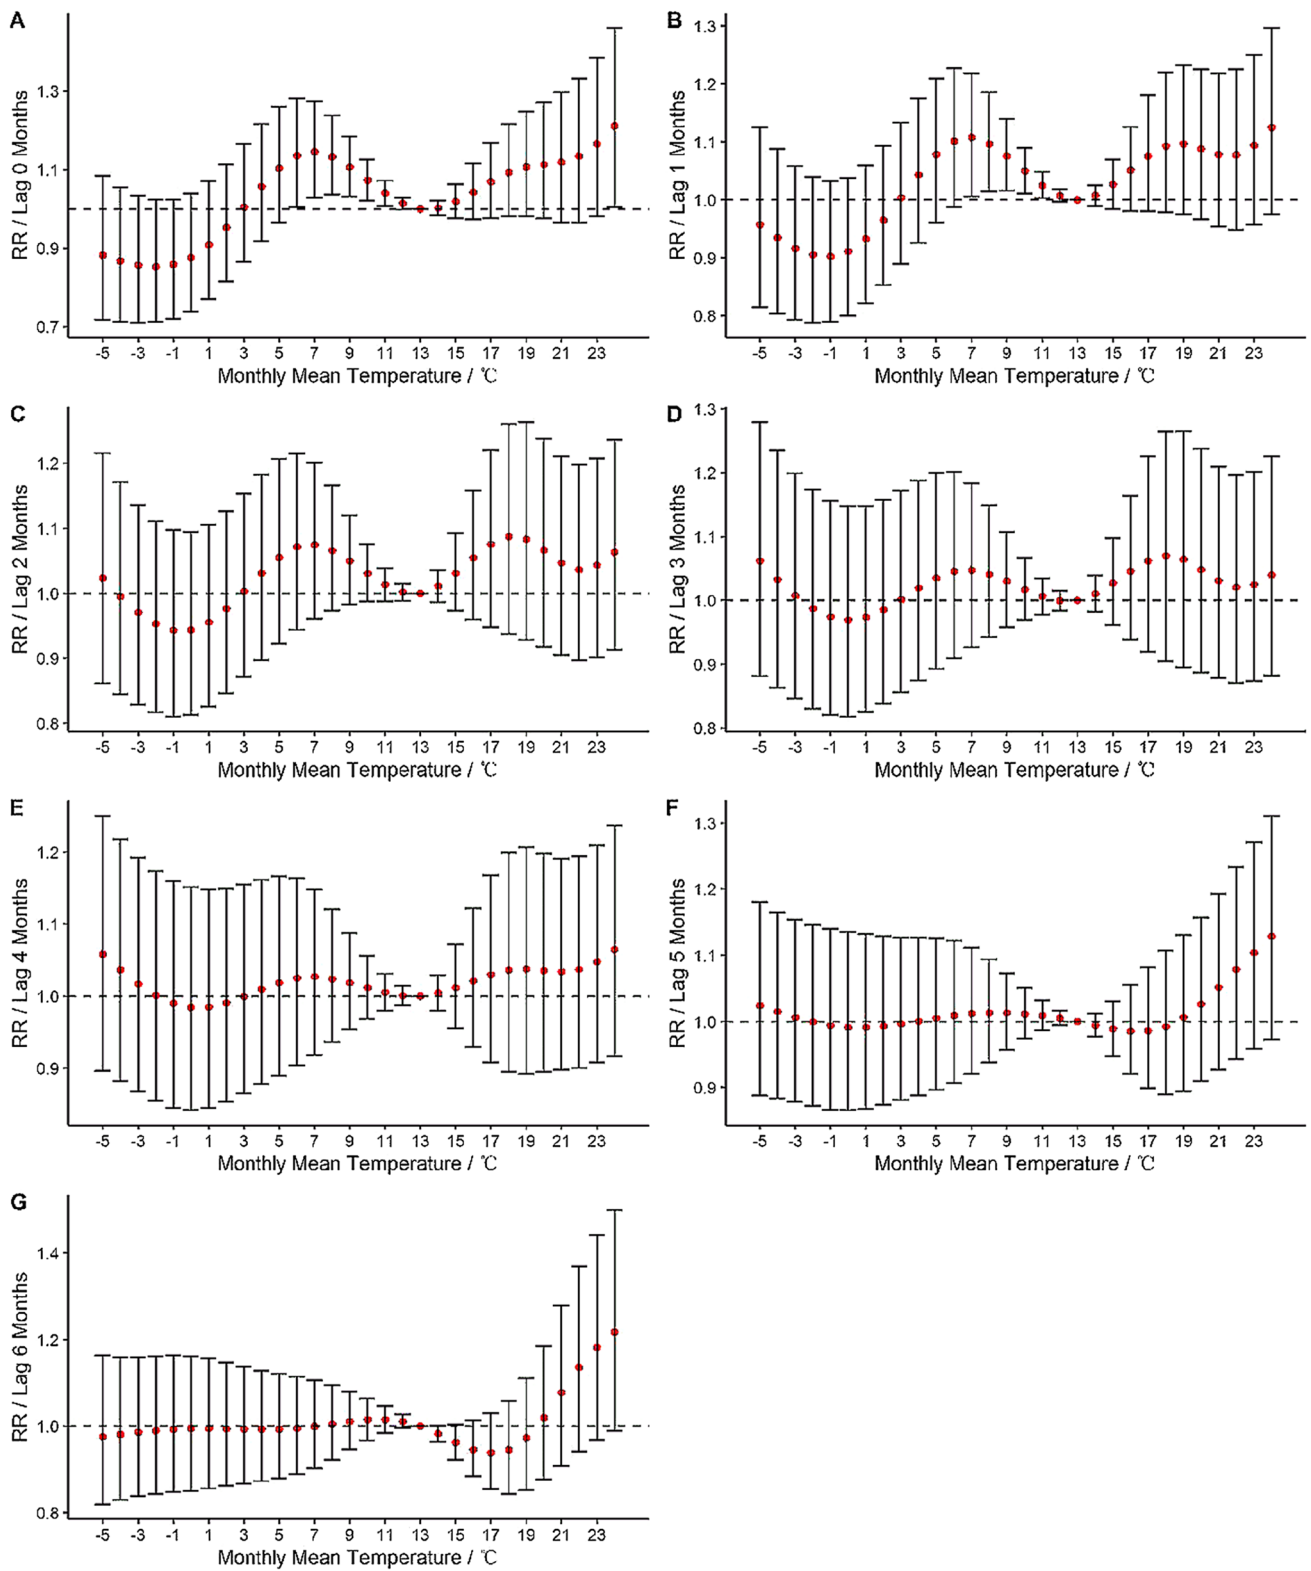 A
RR / Lag 0 Months
1.3
1.1
0.9
0.7
-5 -3 -1 1 3 5 7 9 11 13 15 17 19 21 23
Monthly Mean Temperature / ℃
B
RR / Lag 1 Months
1.3
1.2
1.1
1.0
0.9
0.8
-5 -3 -1 1 3 5 7 9 11 13 15 17 19 21 23
Monthly Mean Temperature / ℃
C
RR / Lag 2 Months
1.2
1.1
1.0
0.9
0.8
-5 -3 -1 1 3 5 7 9 11 13 15 17 19 21 23
Monthly Mean Temperature / ℃
D
RR / Lag 3 Months
1.3
1.2
1.1
1.0
0.9
0.8
-5 -3 -1 1 3 5 7 9 11 13 15 17 19 21 23
Monthly Mean Temperature / ℃
E
RR / Lag 4 Months
1.2
1.1
1.0
0.9
-5 -3 -1 1 3 5 7 9 11 13 15 17 19 21 23
Monthly Mean Temperature / ℃
F
RR / Lag 5 Months
1.3
1.2
1.1
1.0
0.9
-5 -3 -1 1 3 5 7 9 11 13 15 17 19 21 23
Monthly Mean Temperature / ℃
G
RR / Lag 6 Months
1.4
1.2
1.0
0.8
-5 -3 -1 1 3 5 7 9 11 13 15 17 19 21 23
Monthly Mean Temperature / ℃